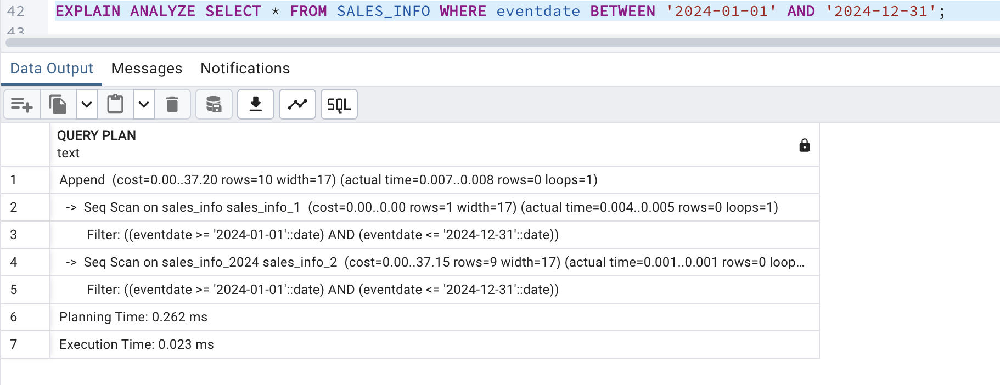 42 EXPLAIN ANALYZE SELECT * FROM SALES_INFO WHERE eventdate BETWEEN '2024-01-01' AND '2024-12-31';
43
Data Output Messages Notifications
SQL
QUERY PLAN
text
1 Append  (cost=0.00..37.20 rows=10 width=17) (actual time=0.007..0.008 rows=0 loops=1)
2 ->  Seq Scan on sales_info sales_info_1  (cost=0.00..0.00 rows=1 width=17) (actual time=0.004..0.005 rows=0 loops=1)
3 Filter: ((eventdate >= '2024-01-01'::date) AND (eventdate <= '2024-12-31'::date))
4 ->  Seq Scan on sales_info_2024 sales_info_2  (cost=0.00..37.15 rows=9 width=17) (actual time=0.001..0.001 rows=0 loop...
5 Filter: ((eventdate >= '2024-01-01'::date) AND (eventdate <= '2024-12-31'::date))
6 Planning Time: 0.262 ms
7 Execution Time: 0.023 ms